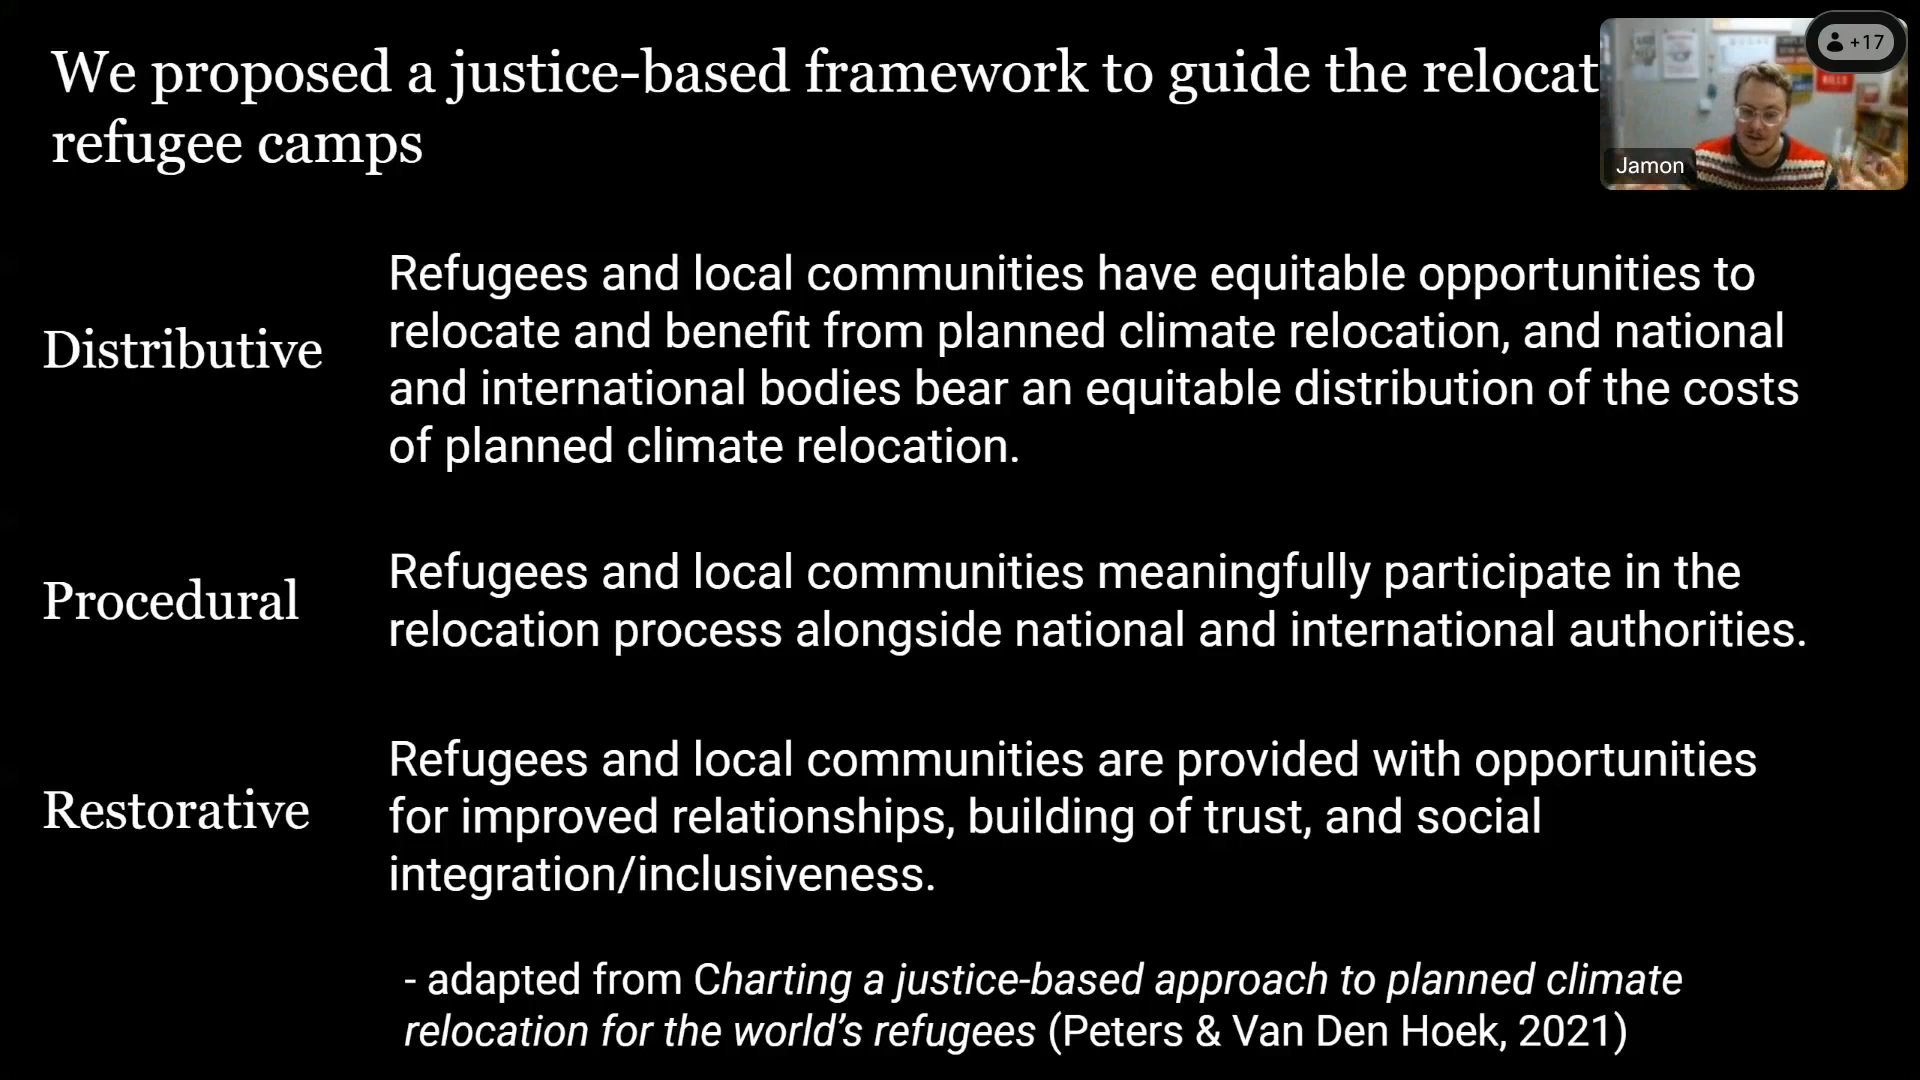 We proposed a justice-based framework to guide the relocat
refugee camps
+17
Jamon
Distributive
Refugees and local communities have equitable opportunities to
relocate and benefit from planned climate relocation, and national
and international bodies bear an equitable distribution of the costs
of planned climate relocation.
Procedural
Refugees and local communities meaningfully participate in the
relocation process alongside national and international authorities.
Restorative
Refugees and local communities are provided with opportunities
for improved relationships, building of trust, and social
integration/inclusiveness.
- adapted from Charting a justice-based approach to planned climate
relocation for the world’s refugees (Peters & Van Den Hoek, 2021)